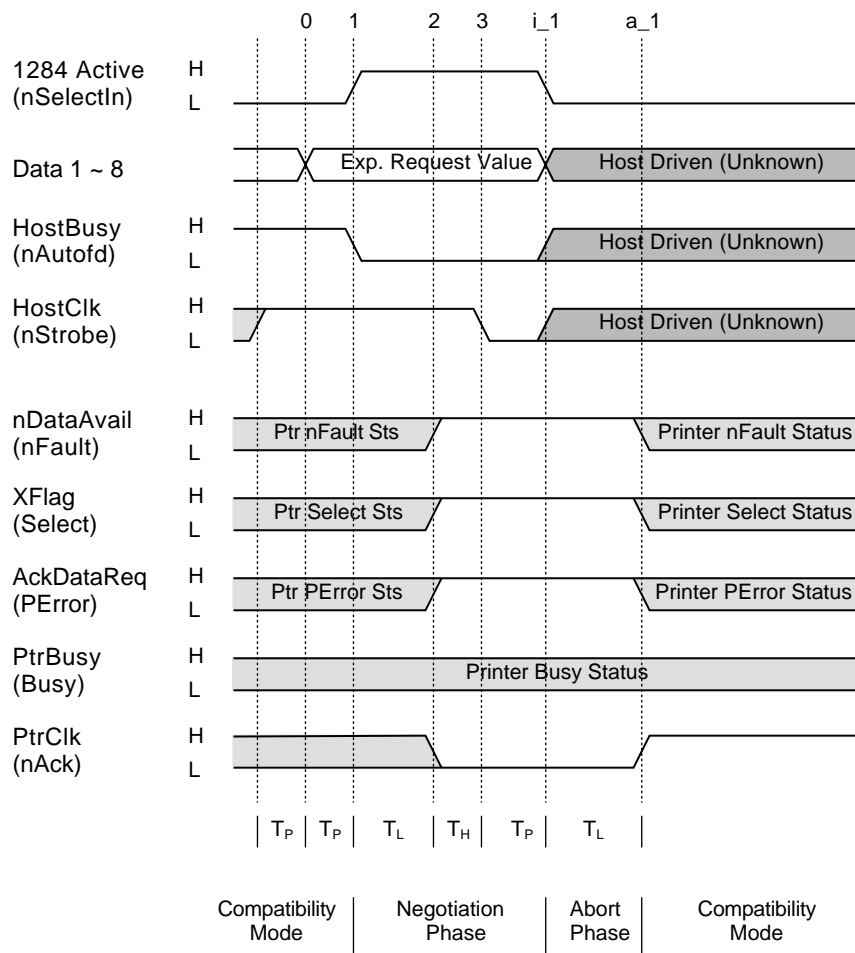 0 1 2 3 i_1 a_1
1284 Active H
(nSelectIn) L
Data 1 ~ 8 Exp. Request Value Host Driven (Unknown)
HostBusy H
(nAutofd) L
Host Driven (Unknown)
HostClk H
(nStrobe) L
Host Driven (Unknown)
nDataAvail H
(nFault) L
Ptr nFault Sts Printer nFault Status
XFlag H
(Select) L
Ptr Select Sts Printer Select Status
AckDataReq H
(PError) L
Ptr PError Sts Printer PError Status
PtrBusy H
(Busy) L
Printer Busy Status
PtrClk H
(nAck) L
TP TP TL TH TP TL
Compatibility Negotiation Abort Compatibility
Mode Phase Phase Mode